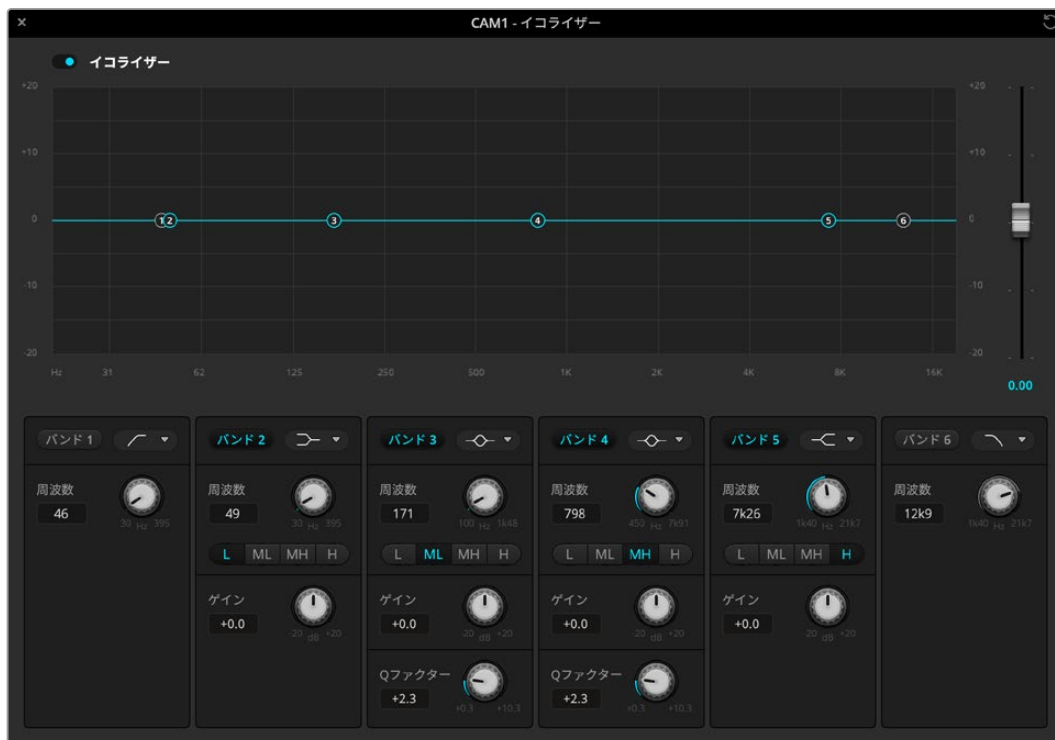 × CAM1 - イコライザー
イコライザー
+20 +20
+10 +10
0 1 2 3 4 5 6 0
-10 -10
-20 -20
Hz 31 62 125 250 500 1K 2K 4K 8K 16K
0.00
バンド 1 バンド 2 バンド 3 バンド 4 バンド 5 バンド 6
周波数 周波数 周波数 周波数 周波数 周波数
46 49 171 798 7k26 12k9
30 Hz 395 30 Hz 395 100 Hz 1k48 450 Hz 7k91 1k40 Hz 21k7 1k40 Hz 21k7
L ML MH H L ML MH H L ML MH H L ML MH H
ゲイン ゲイン ゲイン ゲイン
+0.0 +0.0 +0.0 +0.0
-20 dB +20 -20 dB +20 -20 dB +20 -20 dB +20
Qファクター Qファクター
+2.3 +2.3
+0.3 +10.3 +0.3 +10.3